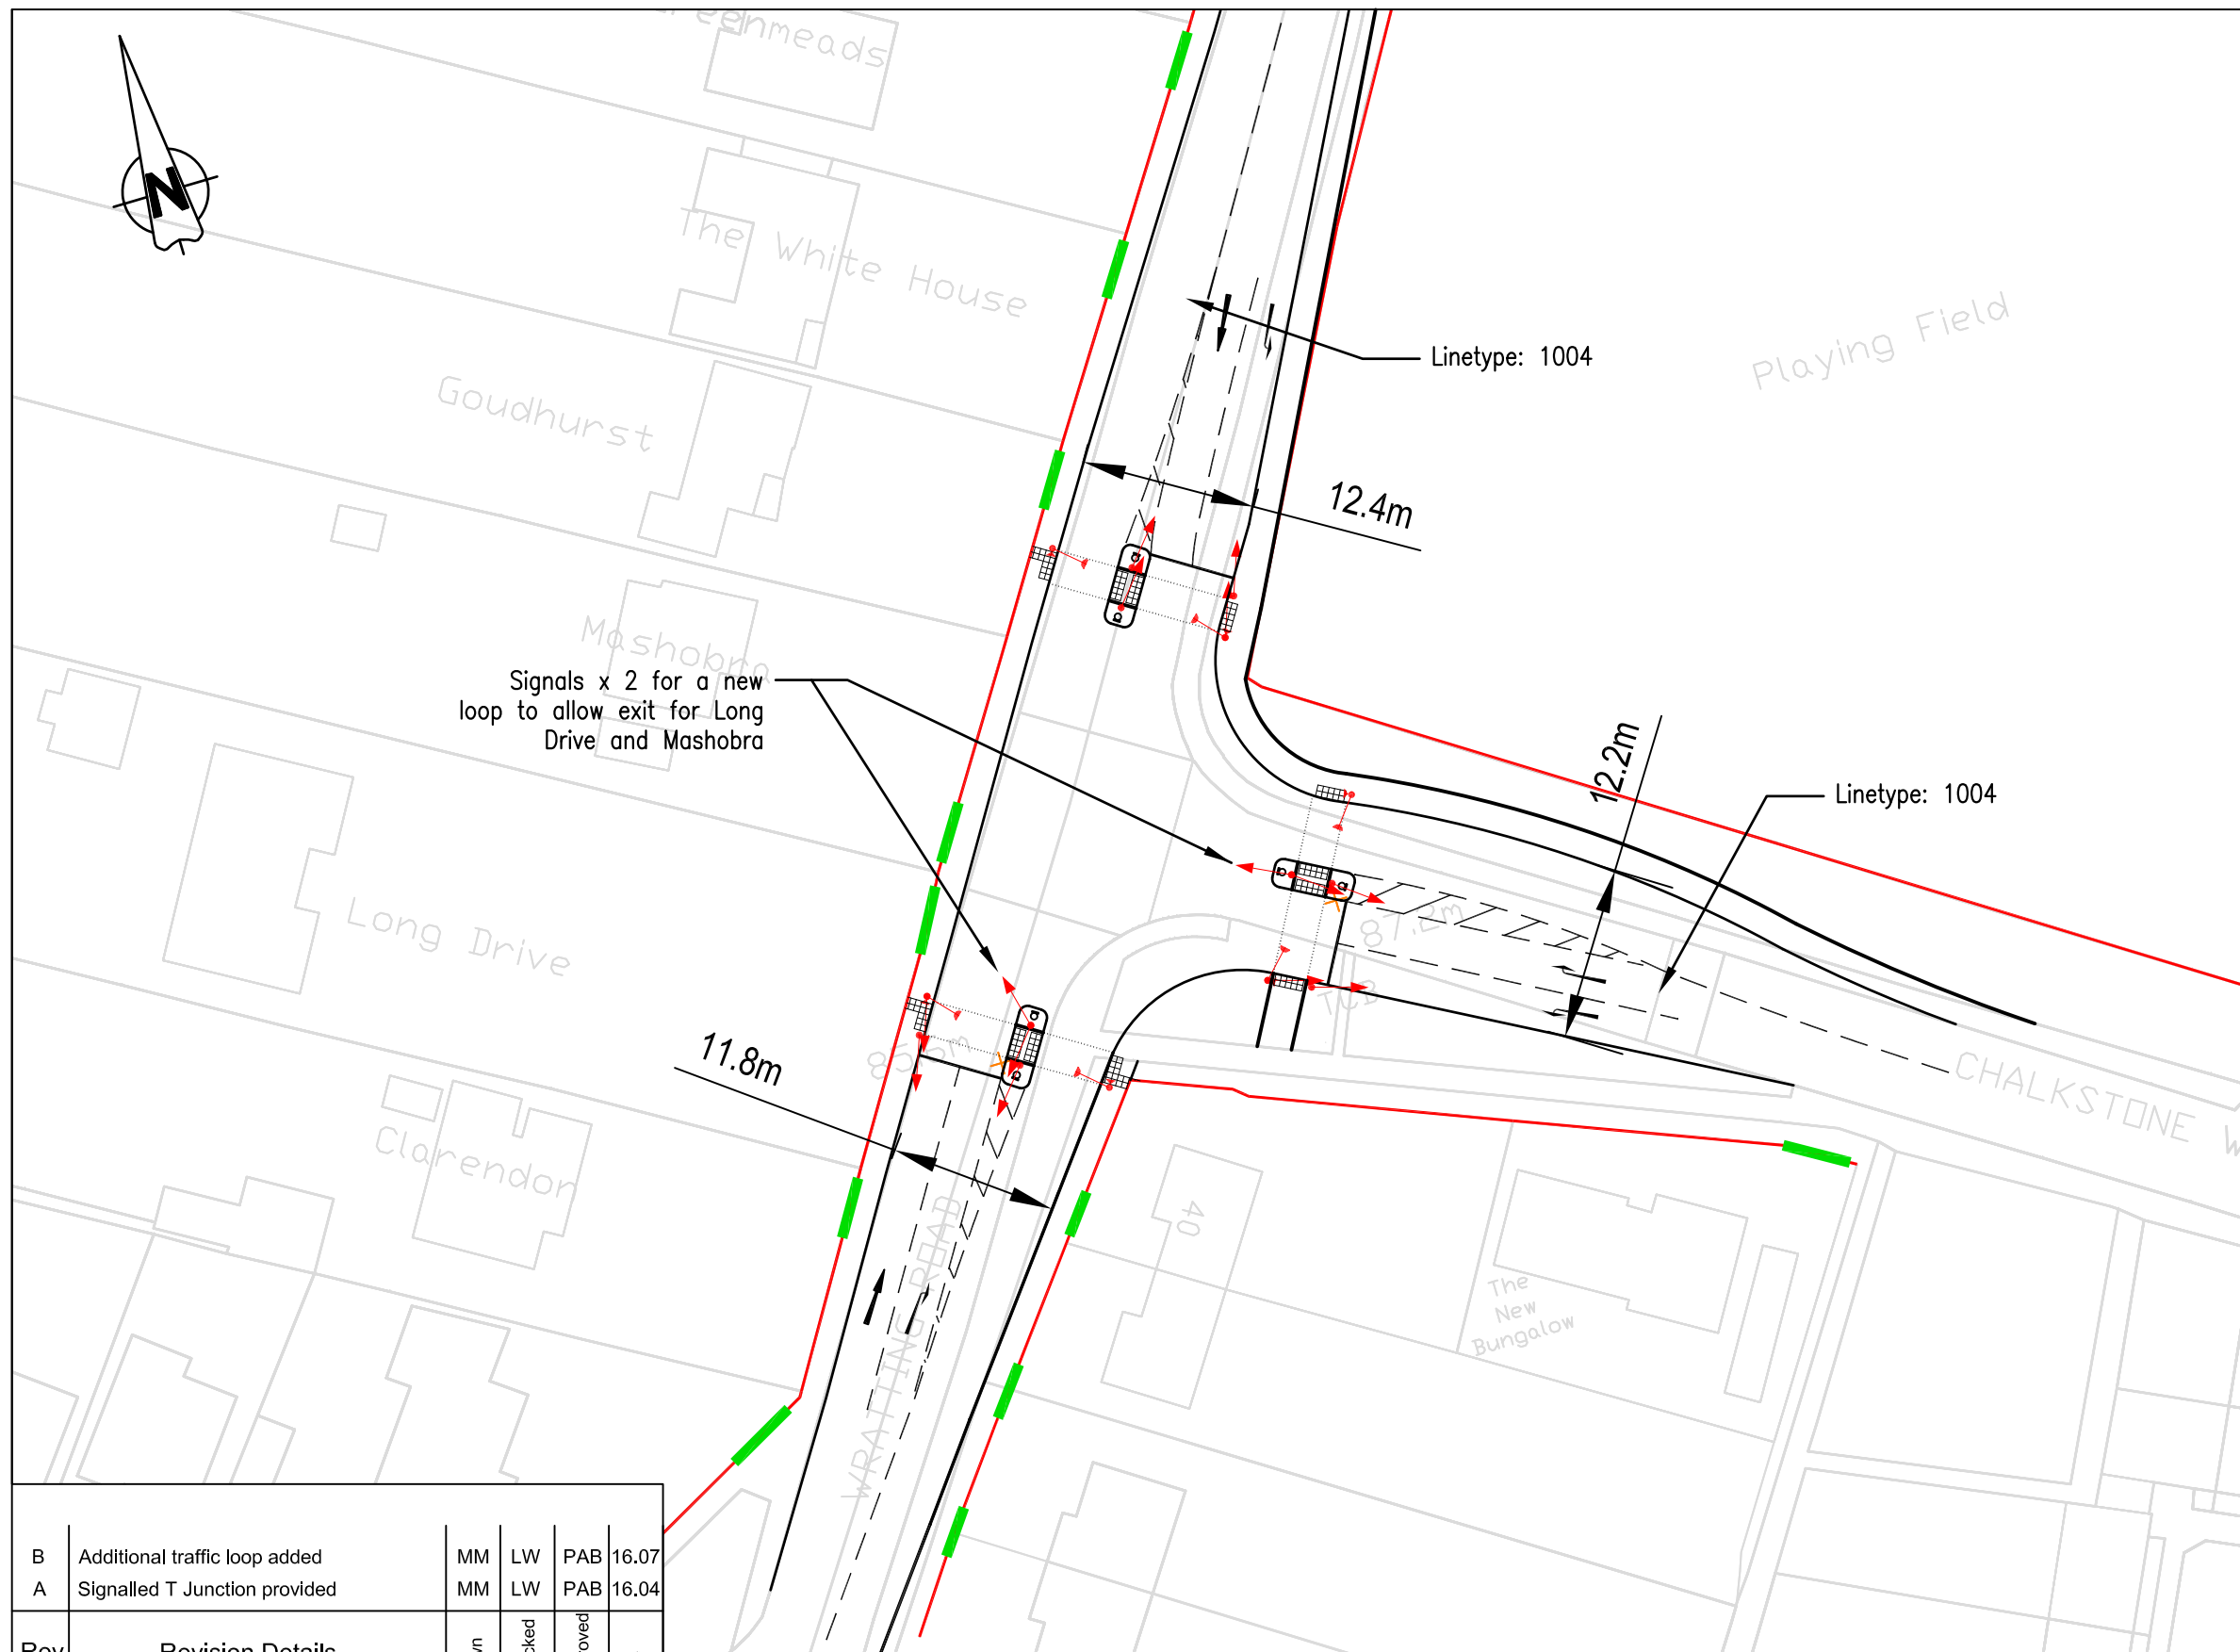 N
The White House
Goudhurst
Playing Field
Linetype: 1004
12.4m
Mashobra
Signals x 2 for a new
loop to allow exit for Long
Drive and Mashobra
12.2m
Linetype: 1004
Long Drive
87.2m
TCB
11.8m
CHALKSTONE
Clarendon
40
The
New
Bungalow
WRATTING ROAD
B Additional traffic loop added MM LW PAB 16.07
A Signalled T Junction provided MM LW PAB 16.04
Rev Revision Details